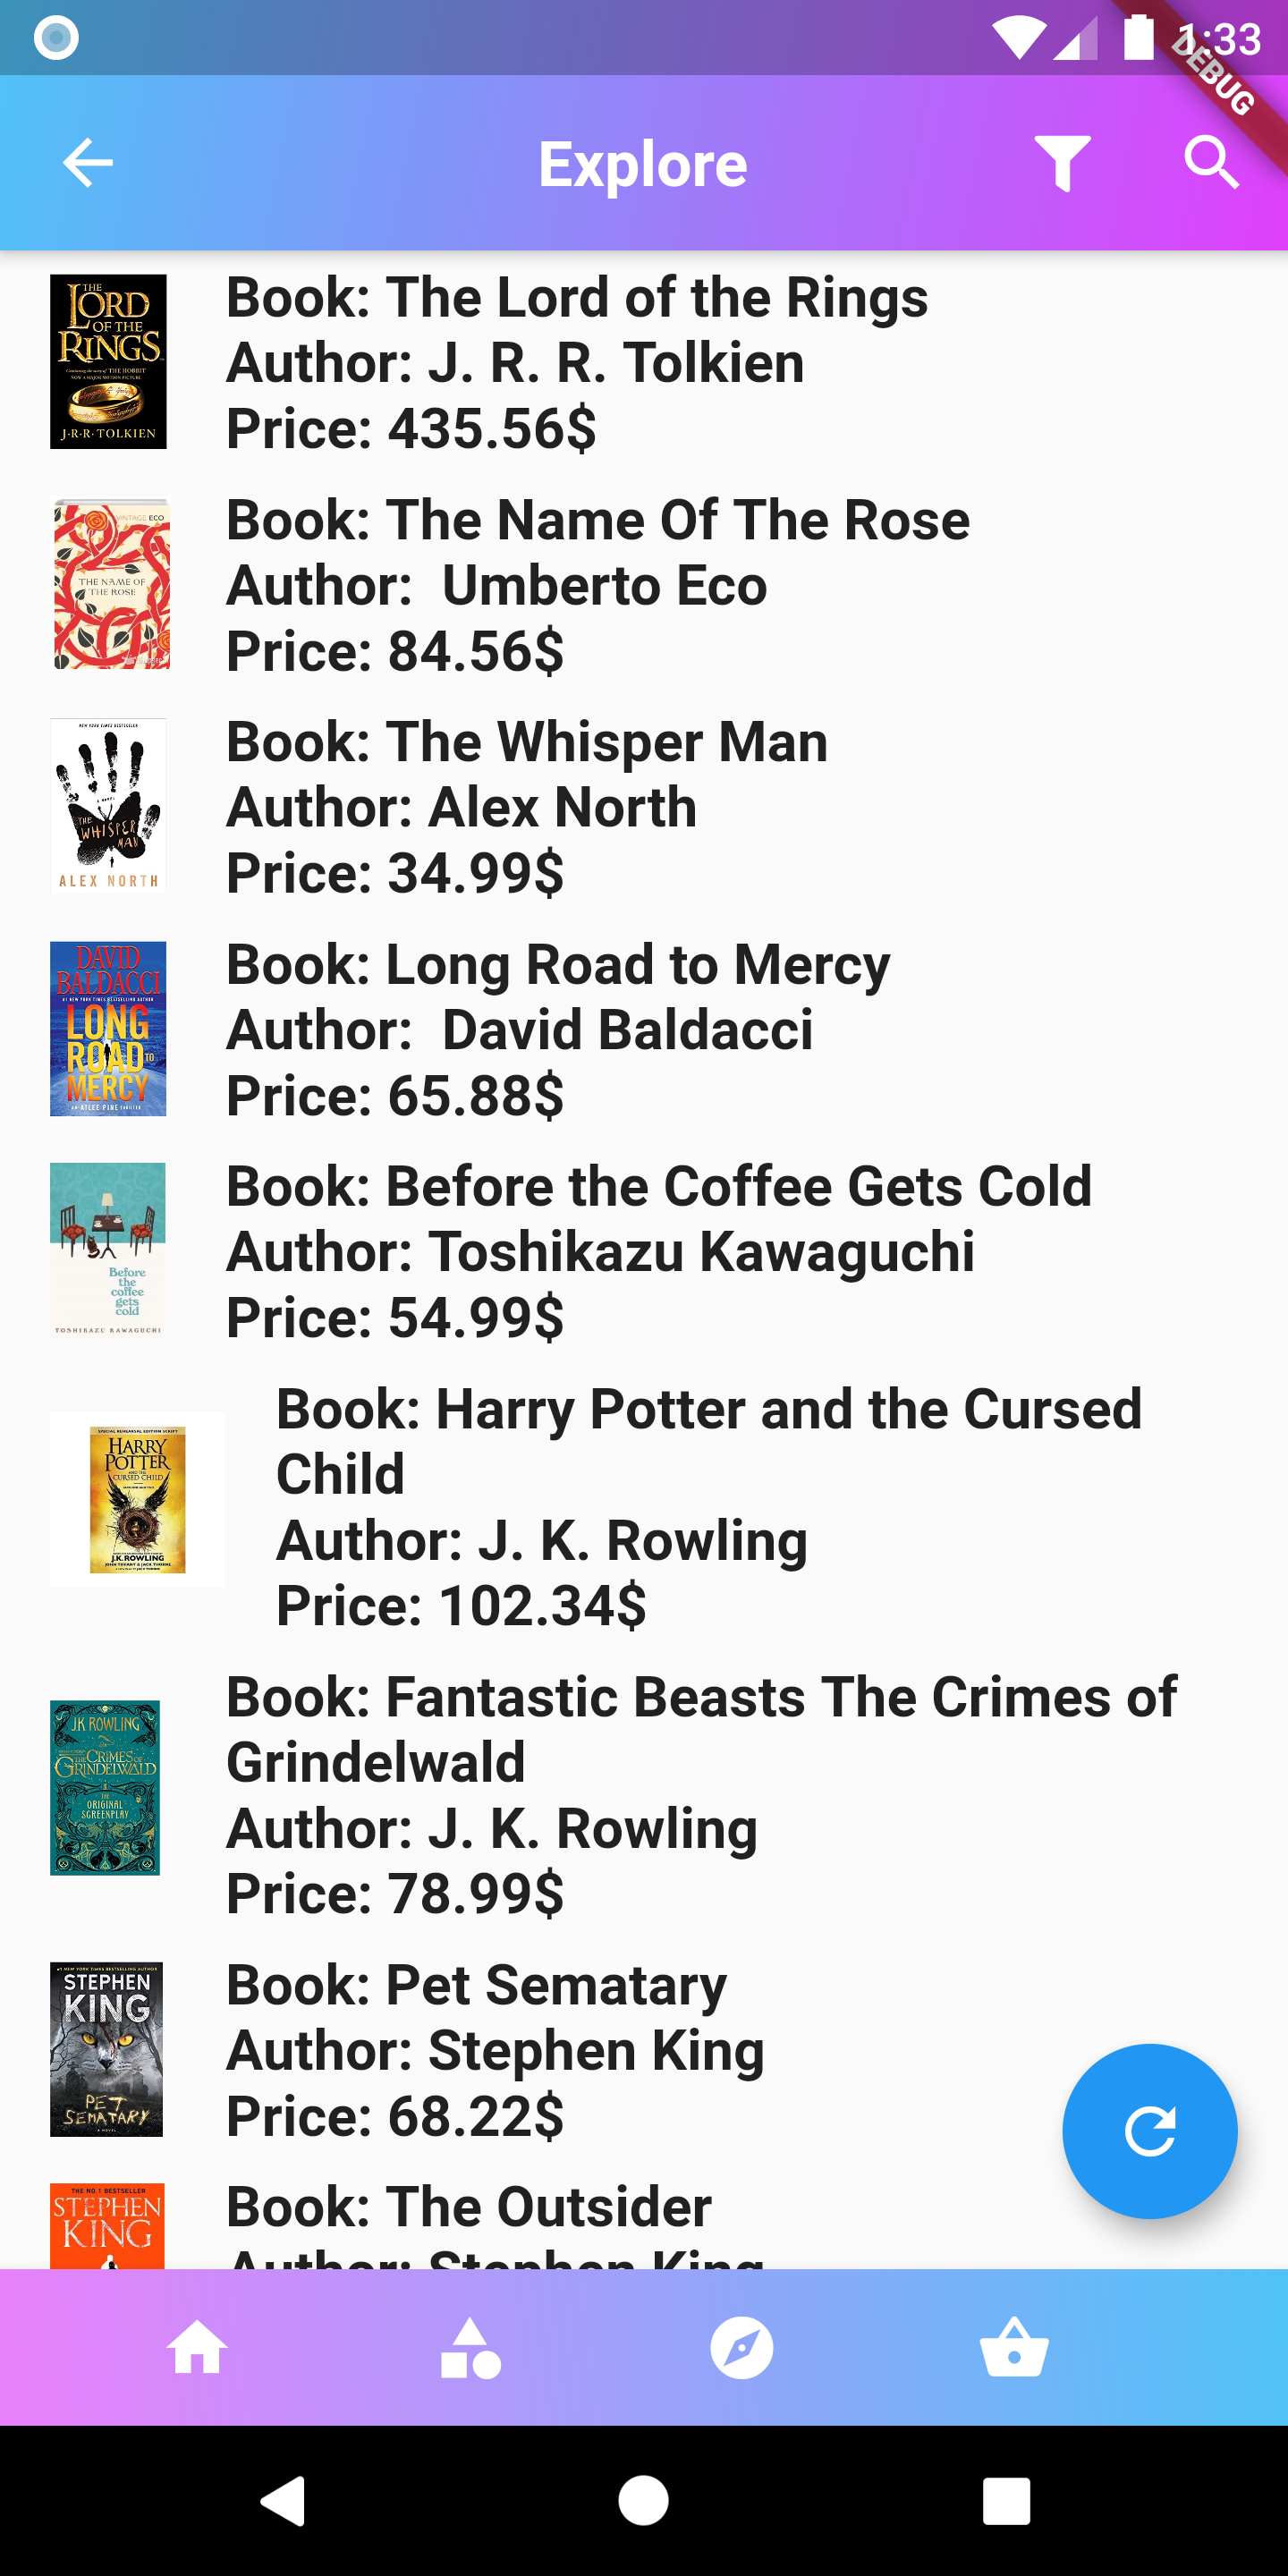 1:33
DEBUG
Explore
THE
LORD
OF THE
RINGS
J·R·R·TOLKIEN
Book: The Lord of the Rings
Author: J. R. R. Tolkien
Price: 435.56$
VINTAGE ECO
THE NAME OF
THE ROSE
Book: The Name Of The Rose
Author:  Umberto Eco
Price: 84.56$
THE
WHISPER
MAN
ALEX NORTH
Book: The Whisper Man
Author: Alex North
Price: 34.99$
DAVID
BALDACCI
LONG
ROAD TO
MERCY
Book: Long Road to Mercy
Author:  David Baldacci
Price: 65.88$
Before
the
coffee
gets
cold
TOSHIKAZU KAWAGUCHI
Book: Before the Coffee Gets Cold
Author: Toshikazu Kawaguchi
Price: 54.99$
HARRY
POTTER
AND THE
CURSED CHILD
J.K.ROWLING
Book: Harry Potter and the Cursed
Child
Author: J. K. Rowling
Price: 102.34$
J.K. ROWLING
THE CRIMES OF
GRINDELWALD
THE
ORIGINAL
SCREENPLAY
Book: Fantastic Beasts The Crimes of
Grindelwald
Author: J. K. Rowling
Price: 78.99$
STEPHEN
KING
PET
SEMATARY
Book: Pet Sematary
Author: Stephen King
Price: 68.22$
THE NO.1 BESTSELLER
STEPHEN
KING
Book: The Outsider
Author: Stephen King